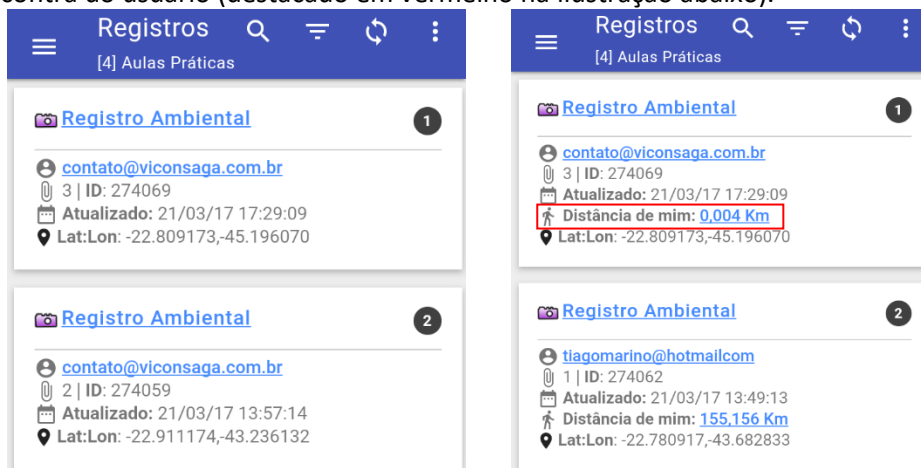 contra do usuário (destacado em vermelho na ilustração abaixo).
Registros
[4] Aulas Práticas
Registro Ambiental 1
contato@viconsaga.com.br
3 | ID: 274069
Atualizado: 21/03/17 17:29:09
Lat:Lon: -22.809173,-45.196070
Registro Ambiental 2
contato@viconsaga.com.br
2 | ID: 274059
Atualizado: 21/03/17 13:57:14
Lat:Lon: -22.911174,-43.236132
Registros
[4] Aulas Práticas
Registro Ambiental 1
contato@viconsaga.com.br
3 | ID: 274069
Atualizado: 21/03/17 17:29:09
Distância de mim: 0,004 Km
Lat:Lon: -22.809173,-45.196070
Registro Ambiental 2
tiagomarino@hotmailcom
1 | ID: 274062
Atualizado: 21/03/17 13:49:13
Distância de mim: 155,156 Km
Lat:Lon: -22.780917,-43.682833